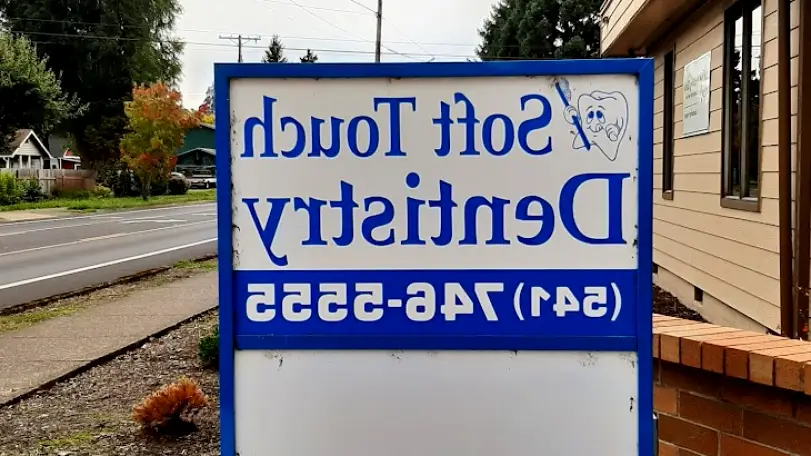 Soft Touch
Dentistry
(541) 746-5555